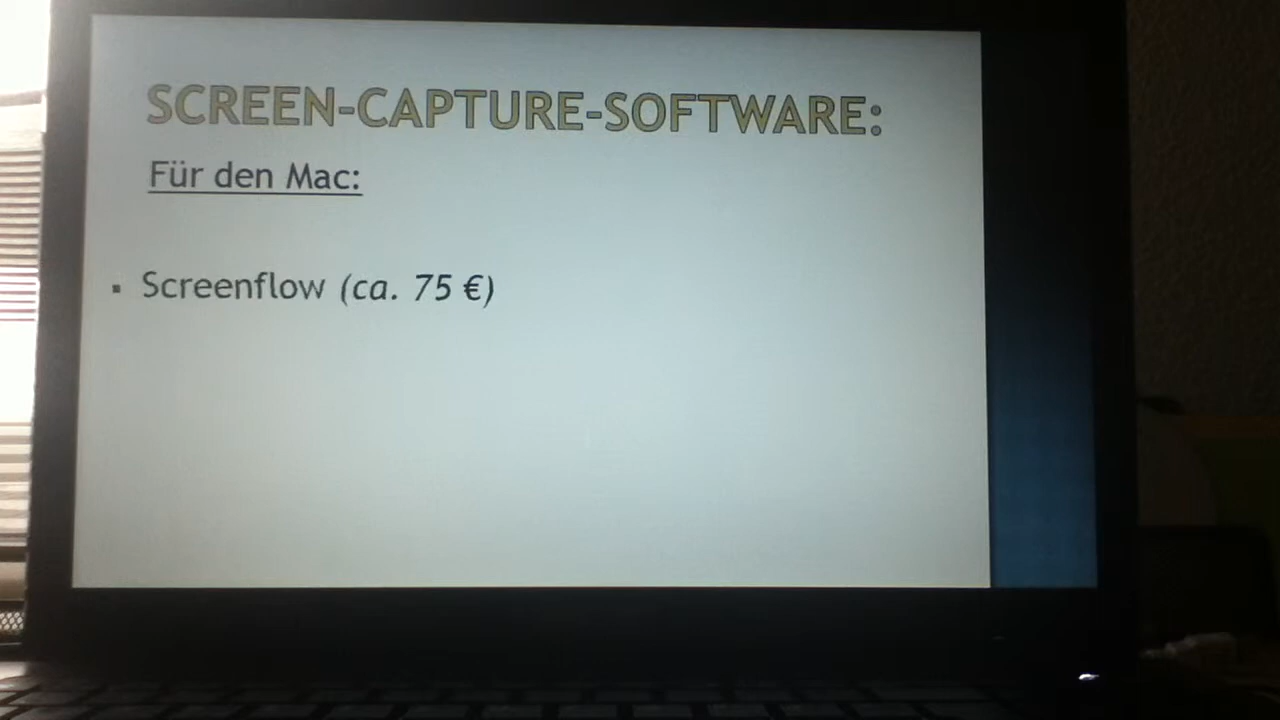 SCREEN-CAPTURE-SOFTWARE:
Für den Mac:
▪ Screenflow (ca. 75 €)